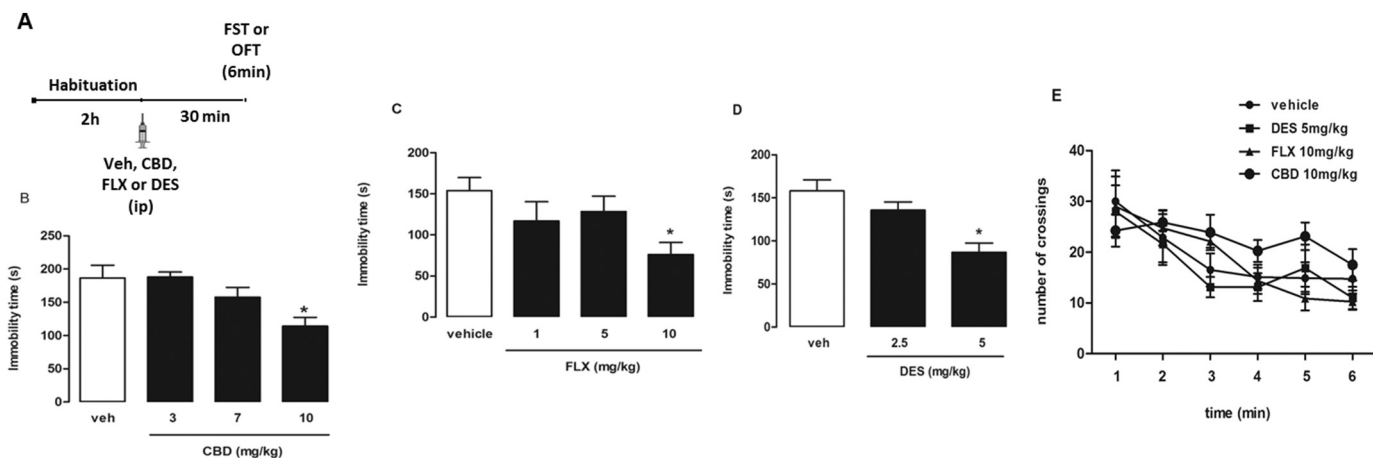 A
FST or
OFT
(6min)
Habituation
2h
30 min
Veh, CBD,
FLX or DES
(ip)
B
Immobility time (s)
250
200
150
100
50
0
*
veh
3
7
10
CBD (mg/kg)
C
Immobility time (s)
200
150
100
50
0
*
vehicle
1
5
10
FLX (mg/kg)
D
Immobility time (s)
200
150
100
50
0
*
veh
2.5
5
DES (mg/kg)
E
vehicle
DES 5mg/kg
FLX 10mg/kg
CBD 10mg/kg
number of crossings
40
30
20
10
0
1
2
3
4
5
6
time (min)